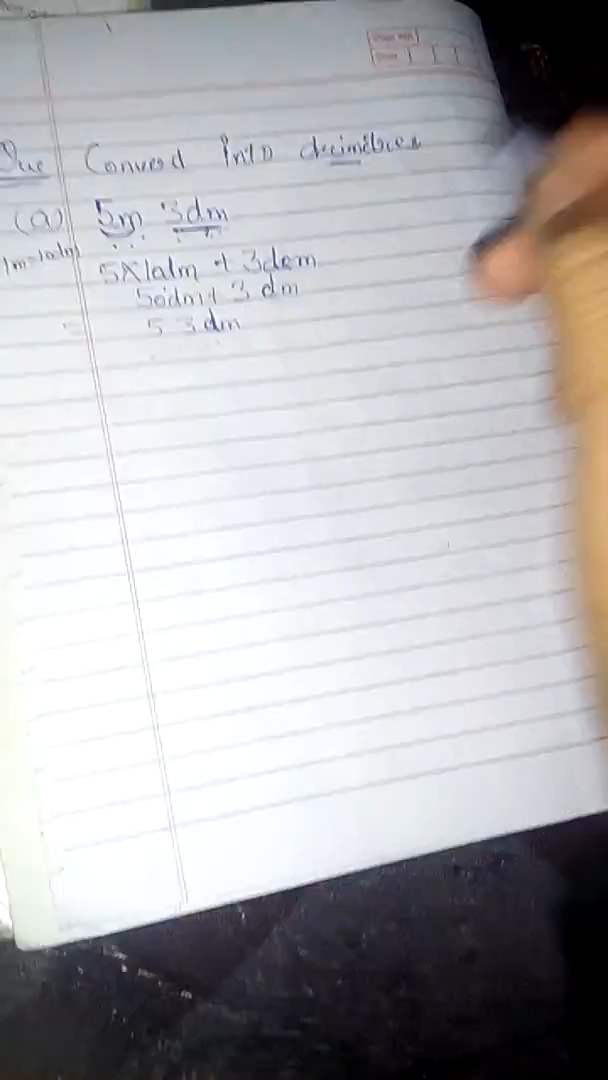 Que Convert into decimetres
(a) 5m 3dm
1m=10dm
5X10dm + 3dm
50dm+ 3 dm
53dm